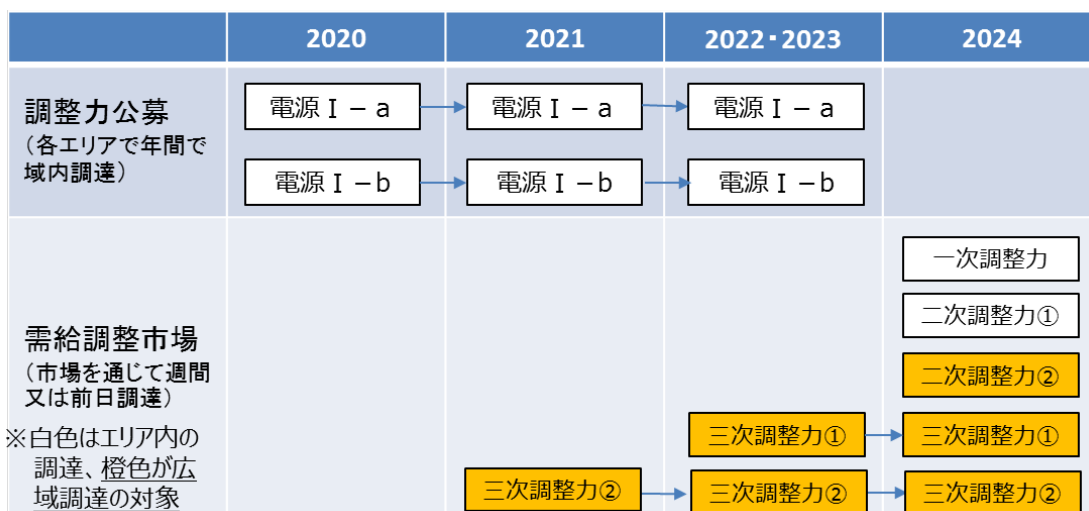 2020 2021 2022・2023 2024
調整力公募
(各エリアで年間で
域内調達)
電源Ⅰ-a 電源Ⅰ-a 電源Ⅰ-a
電源Ⅰ-b 電源Ⅰ-b 電源Ⅰ-b
需給調整市場
(市場を通じて週間
又は前日調達)
※白色はエリア内の
調達、橙色が広
域調達の対象
一次調整力
二次調整力①
二次調整力②
三次調整力① 三次調整力①
三次調整力② 三次調整力② 三次調整力②